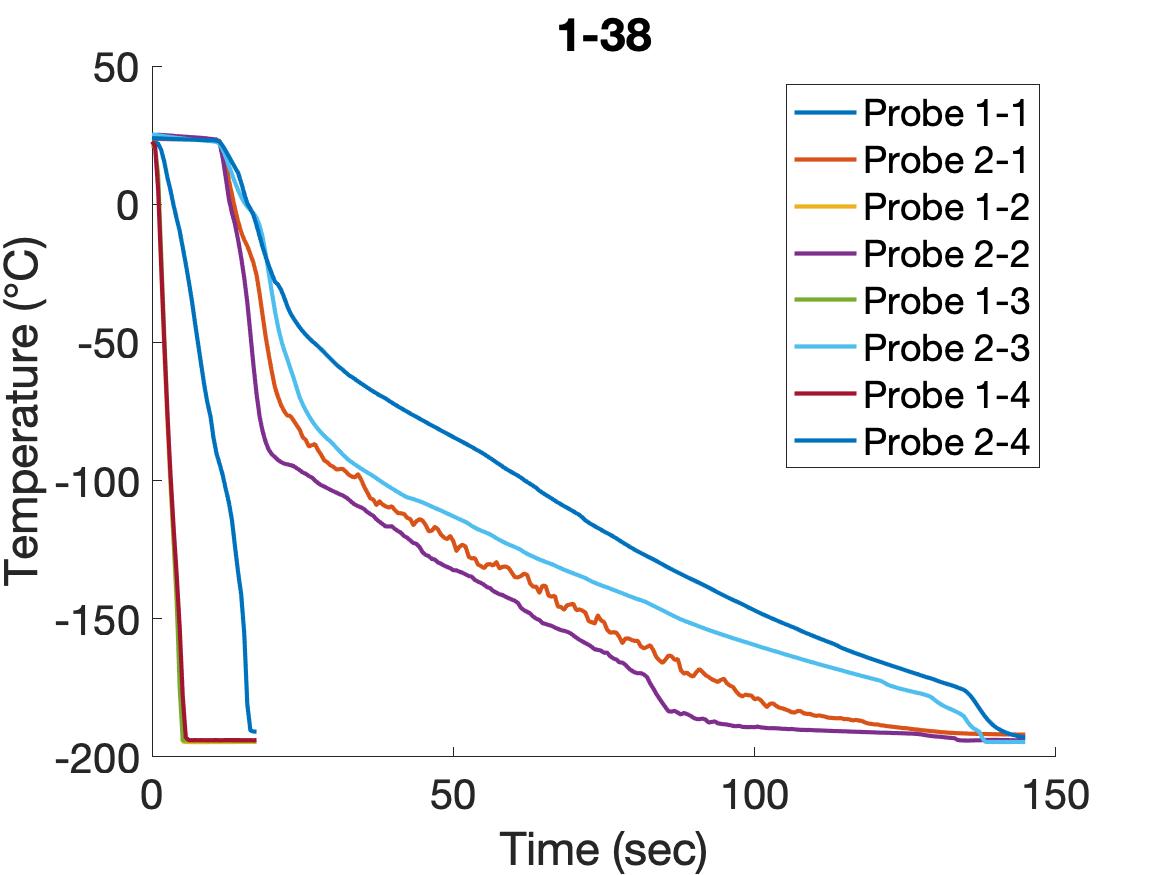 1-38
50
0
-50
-100
-150
-200
Temperature (°C)
0
50
100
150
Time (sec)
Probe 1-1
Probe 2-1
Probe 1-2
Probe 2-2
Probe 1-3
Probe 2-3
Probe 1-4
Probe 2-4